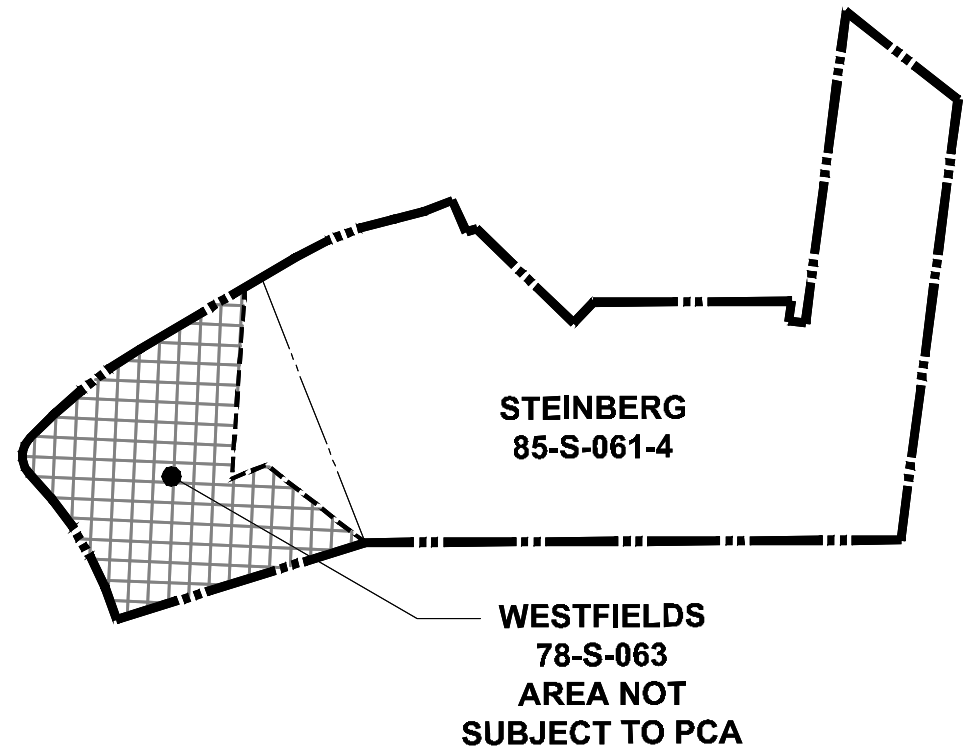 STEINBERG
85-S-061-4
WESTFIELDS
78-S-063
AREA NOT
SUBJECT TO PCA